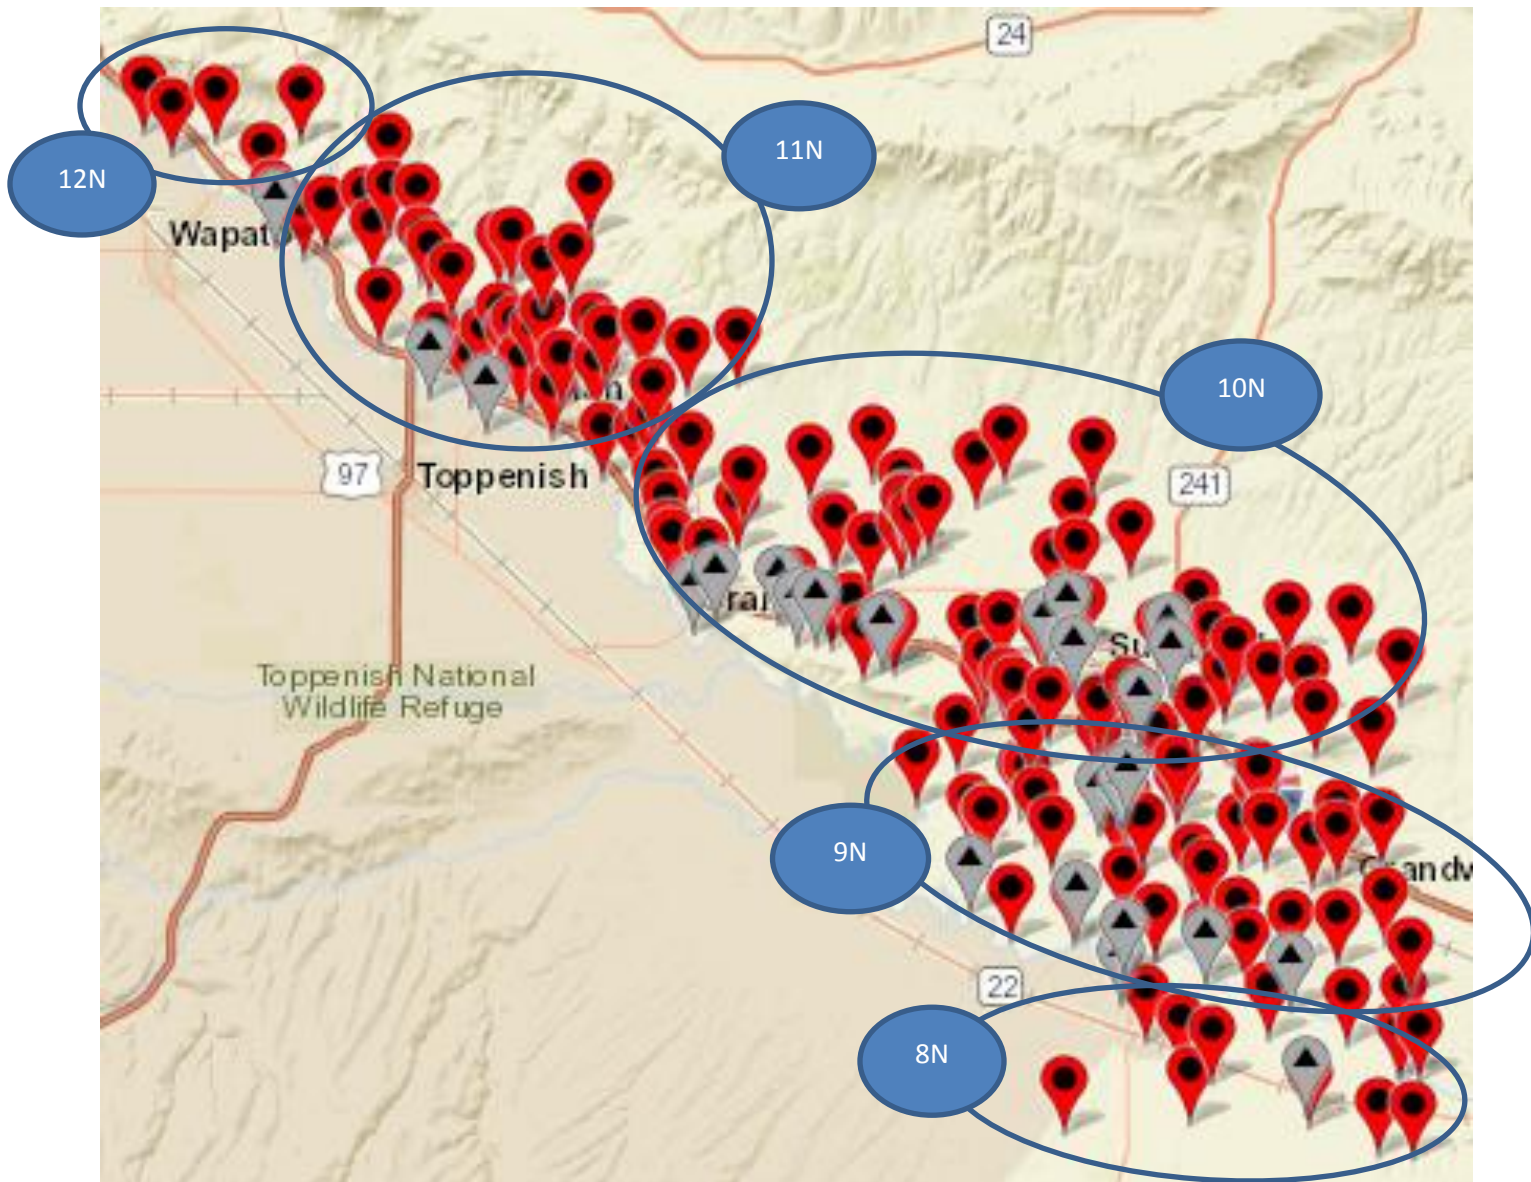 24
11N
12N
Wapat
97
Toppenish
10N
241
Toppenish National
Wildlife Refuge
9N
22
8N